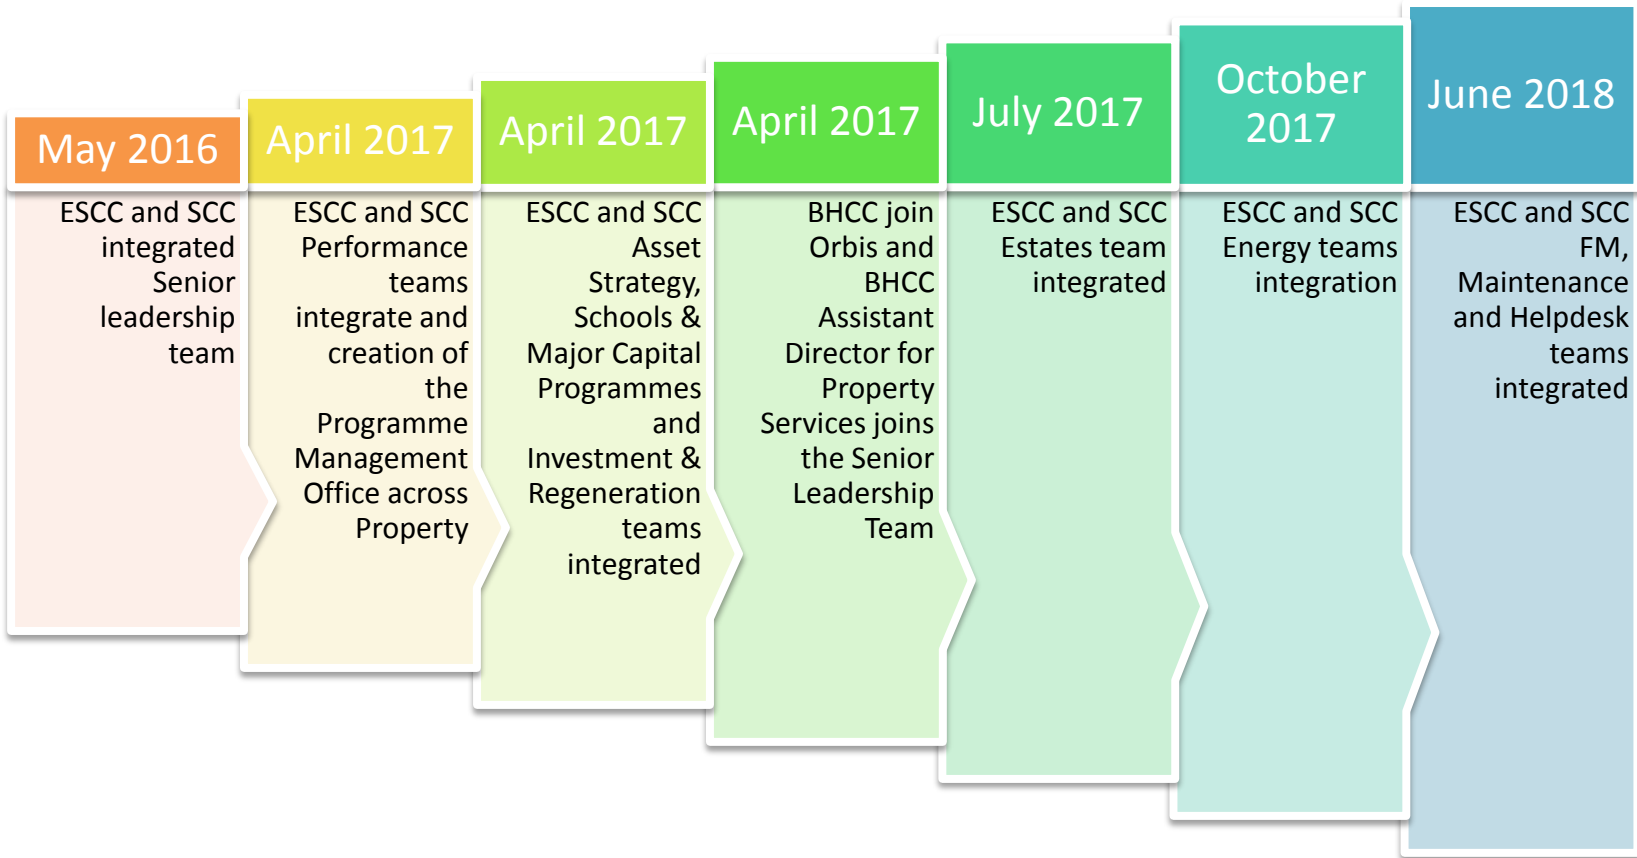 May 2016
ESCC and SCC
integrated
Senior
leadership
team
April 2017
ESCC and SCC
Performance
teams
integrate and
creation of
the
Programme
Management
Office across
Property
April 2017
ESCC and SCC
Asset
Strategy,
Schools &
Major Capital
Programmes
and
Investment &
Regeneration
teams
integrated
April 2017
BHCC join
Orbis and
BHCC
Assistant
Director for
Property
Services joins
the Senior
Leadership
Team
July 2017
ESCC and SCC
Estates team
integrated
October
2017
ESCC and SCC
Energy teams
integration
June 2018
ESCC and SCC
FM,
Maintenance
and Helpdesk
teams
integrated